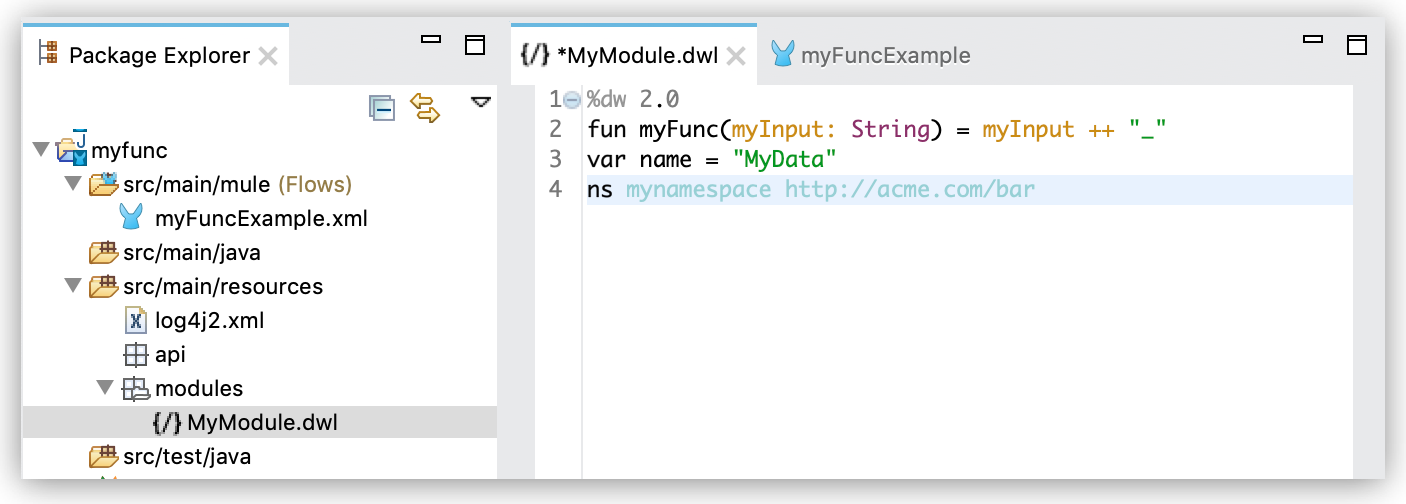 Package Explorer
myfunc
src/main/mule (Flows)
myFuncExample.xml
src/main/java
src/main/resources
log4j2.xml
api
modules
{/} MyModule.dwl
src/test/java
{/} *MyModule.dwl
myFuncExample
1 %dw 2.0
2 fun myFunc(myInput: String) = myInput ++ "_"
3 var name = "MyData"
4 ns mynamespace http://acme.com/bar